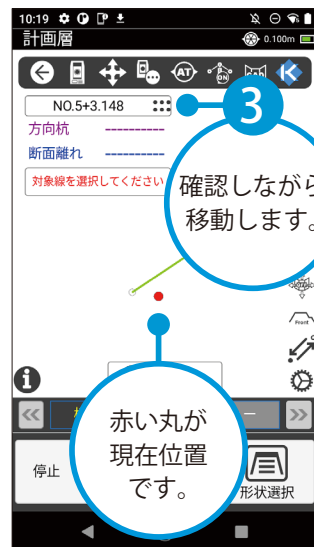 10:19
計画層
0.100m
AT
ON
NO.5+3.148
3
方向杭 ----------
断面離れ ----------
対象線を選択してください
確認しながら
移動します。
Front
赤い丸が
現在位置
です。
停止
形状選択